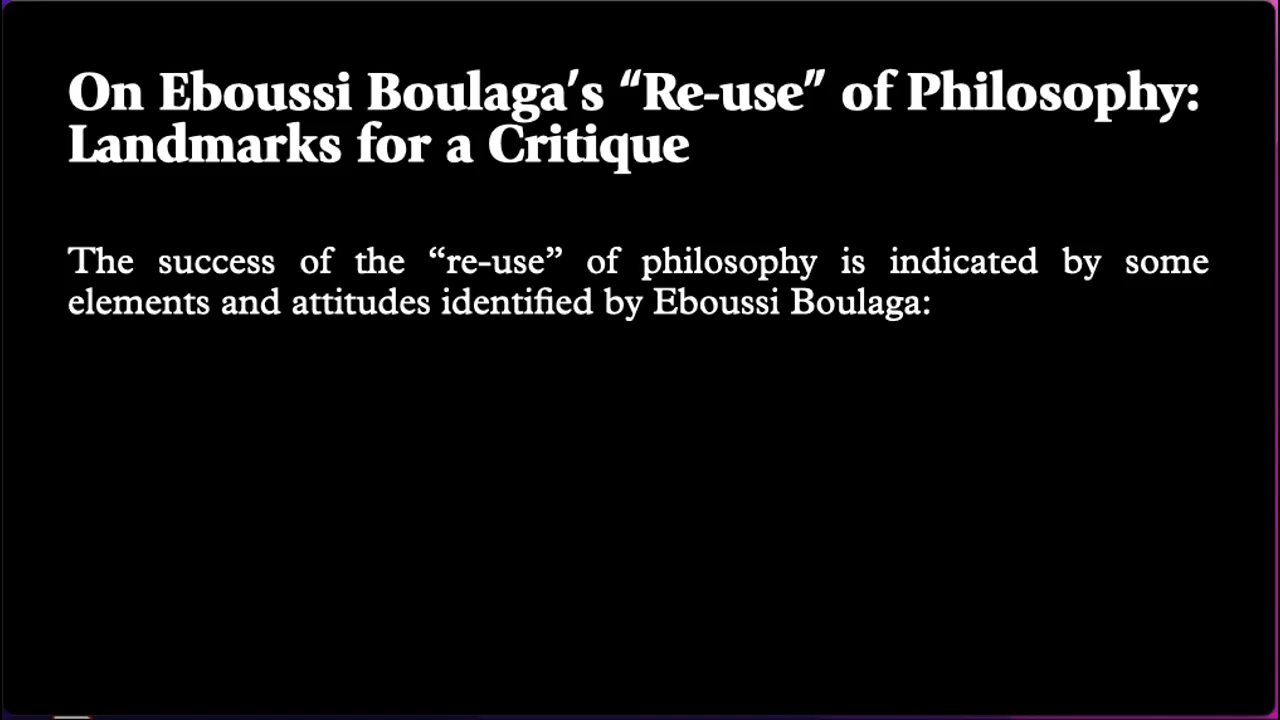 On Eboussi Boulaga's “Re-use” of Philosophy:
Landmarks for a Critique
The success of the “re-use” of philosophy is indicated by some
elements and attitudes identified by Eboussi Boulaga: